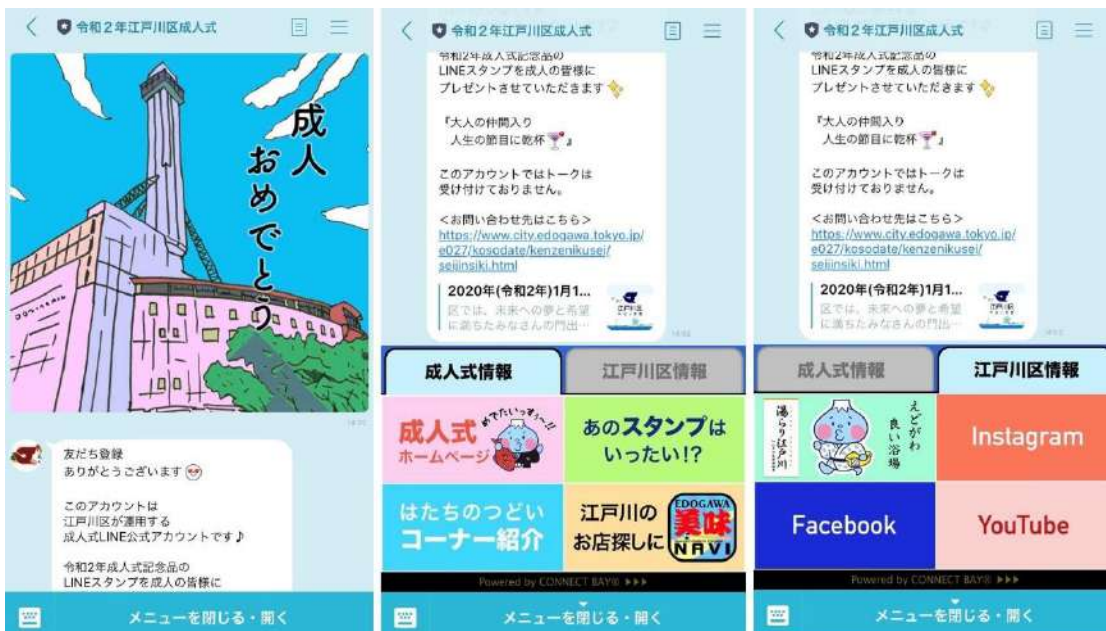 令和2年江戸川区成人式
成人
おめでとう
友だち登録
ありがとうございます
このアカウントは
江戸川区が運用する
成人式LINE公式アカウントです♪
令和2年成人式記念品の
LINEスタンプを成人の皆様に
メニューを閉じる・開く
令和2年江戸川区成人式
令和2年成人式記念品の
LINEスタンプを成人の皆様に
プレゼントさせていただきます
『大人の仲間入り
人生の節目に乾杯』
このアカウントではトークは
受け付けておりません。
<お問い合わせ先はこちら>
https://www.city.edogawa.tokyo.jp/
e027/kosodate/kenzenikusei/
seijinsiki.html
2020年(令和2年)1月1...
区では、未来への夢と希望
に満ちたみなさんの門出…
成人式情報
江戸川区情報
成人式
ホームページ
めでたいっすぅ〜!!
あのスタンプは
いったい!?
はたちのつどい
コーナー紹介
江戸川の
お店探しに
EDOGAWA
美味
NAVI
Powered by CONNECT BAY® ▶▶▶
メニューを閉じる・開く
令和2年江戸川区成人式
令和2年成人式記念品の
LINEスタンプを成人の皆様に
プレゼントさせていただきます
『大人の仲間入り
人生の節目に乾杯』
このアカウントではトークは
受け付けておりません。
<お問い合わせ先はこちら>
https://www.city.edogawa.tokyo.jp/
e027/kosodate/kenzenikusei/
seijinsiki.html
2020年(令和2年)1月1...
区では、未来への夢と希望
に満ちたみなさんの門出…
成人式情報
江戸川区情報
湯らり江戸川
えどがわ
良い浴場
Instagram
Facebook
YouTube
Powered by CONNECT BAY® ▶▶▶
メニューを閉じる・開く